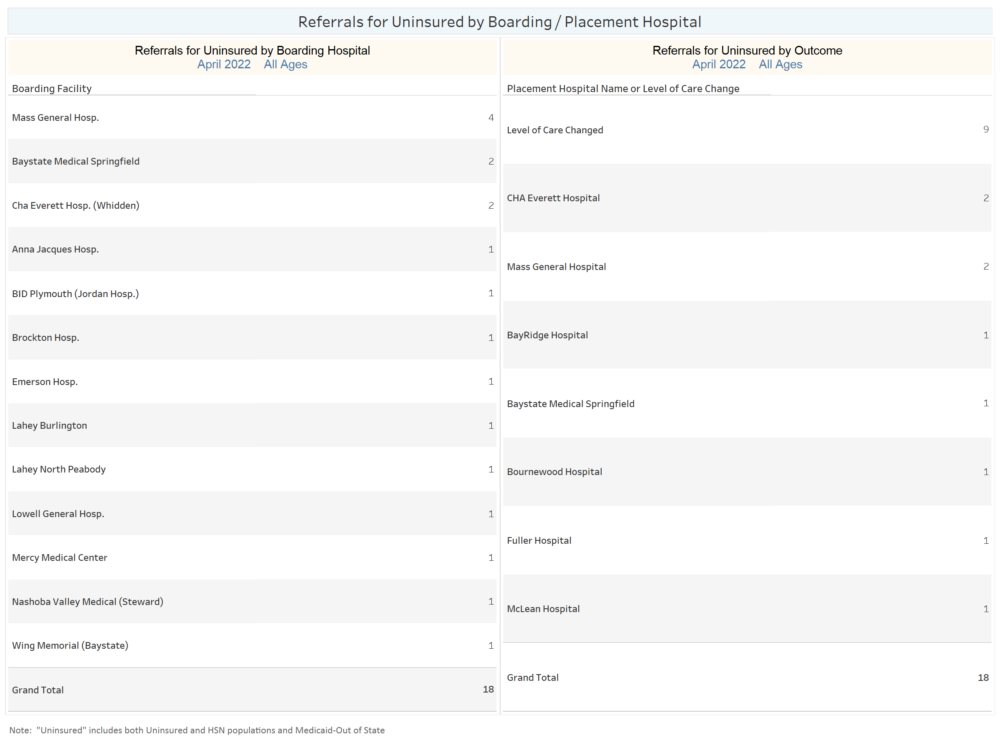 Referrals for Uninsured by Boarding / Placement Hospital
Referrals for Uninsured by Boarding Hospital
April 2022 All Ages
Boarding Facility
Mass General Hosp. 4
Baystate Medical Springfield 2
Cha Everett Hosp. (Whidden) 2
Anna Jacques Hosp. 1
BID Plymouth (Jordan Hosp.) 1
Brockton Hosp. 1
Emerson Hosp. 1
Lahey Burlington 1
Lahey North Peabody 1
Lowell General Hosp. 1
Mercy Medical Center 1
Nashoba Valley Medical (Steward) 1
Wing Memorial (Baystate) 1
Grand Total 18
Referrals for Uninsured by Outcome
April 2022 All Ages
Placement Hospital Name or Level of Care Change
Level of Care Changed 9
CHA Everett Hospital 2
Mass General Hospital 2
BayRidge Hospital 1
Baystate Medical Springfield 1
Bournewood Hospital 1
Fuller Hospital 1
McLean Hospital 1
Grand Total 18
Note: "Uninsured" includes both Uninsured and HSN populations and Medicaid-Out of State